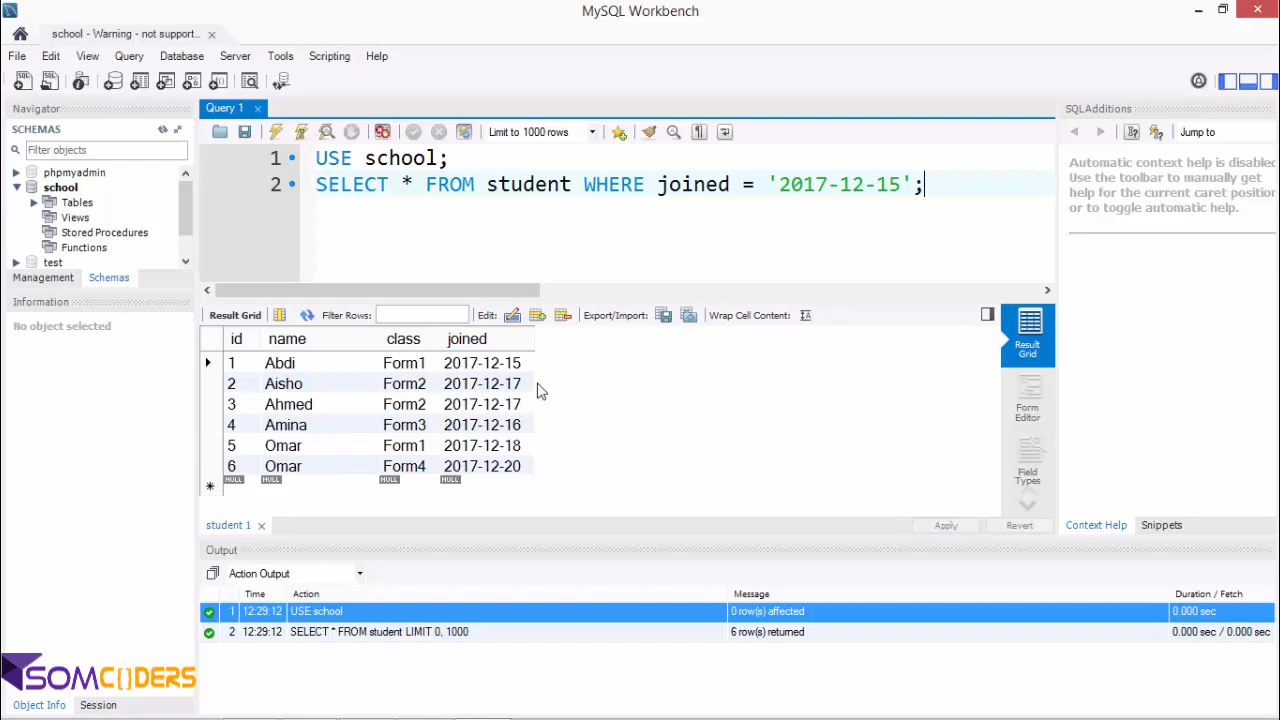 MySQL Workbench
school - Warning - not support..
File Edit View Query Database Server Tools Scripting Help
Navigator
SCHEMAS
Filter objects
phpmyadmin
school
Tables
Views
Stored Procedures
Functions
test
Management Schemas
Information
No object selected
Query 1
Limit to 1000 rows
1 USE school;
2 SELECT * FROM student WHERE joined = '2017-12-15';
SQLAdditions
Jump to
Automatic context help is disabled
Use the toolbar to manually get
help for the current caret position
or to toggle automatic help.
Result Grid Filter Rows: Edit: Export/Import: Wrap Cell Content:
id name class joined
1 Abdi Form1 2017-12-15
2 Aisho Form2 2017-12-17
3 Ahmed Form2 2017-12-17
4 Amina Form3 2017-12-16
5 Omar Form1 2017-12-18
6 Omar Form4 2017-12-20
NULL NULL NULL NULL
Result
Grid
Form
Editor
Field
Types
student 1
Apply Revert
Context Help Snippets
Output
Action Output
Time Action Message Duration / Fetch
1 12:29:12 USE school 0 row(s) affected 0.000 sec
2 12:29:12 SELECT * FROM student LIMIT 0, 1000 6 row(s) returned 0.000 sec / 0.000 sec
SOMCODERS
Object Info Session